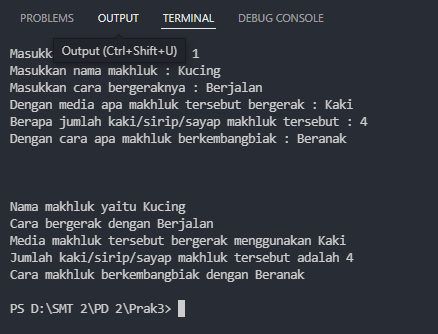 PROBLEMS OUTPUT TERMINAL DEBUG CONSOLE
Output (Ctrl+Shift+U)
Masukk 1
Masukkan nama makhluk : Kucing
Masukkan cara bergeraknya : Berjalan
Dengan media apa makhluk tersebut bergerak : Kaki
Berapa jumlah kaki/sirip/sayap makhluk tersebut : 4
Dengan cara apa makhluk berkembangbiak : Beranak
Nama makhluk yaitu Kucing
Cara bergerak dengan Berjalan
Media makhluk tersebut bergerak menggunakan Kaki
Jumlah kaki/sirip/sayap makhluk tersebut adalah 4
Cara makhluk berkembangbiak dengan Beranak
PS D:\SMT 2\PD 2\Prak3>